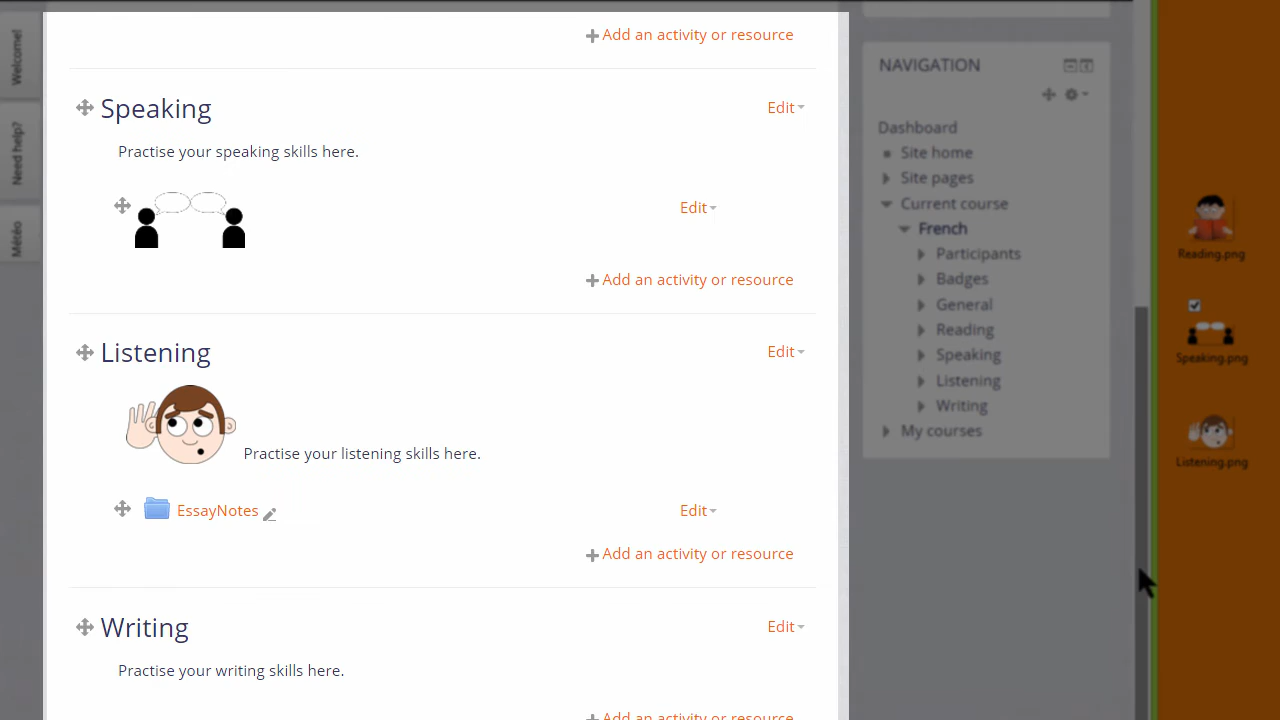 Welcome!
Need help?
Météo
Add an activity or resource
Speaking
Edit
Practise your speaking skills here.
Edit
Add an activity or resource
Listening
Edit
Practise your listening skills here.
EssayNotes
Edit
Add an activity or resource
Writing
Edit
Practise your writing skills here.
Add an activity or resource
NAVIGATION
Dashboard
Site home
Site pages
Current course
French
Participants
Badges
General
Reading
Speaking
Listening
Writing
My courses
Reading.png
Speaking.png
Listening.png